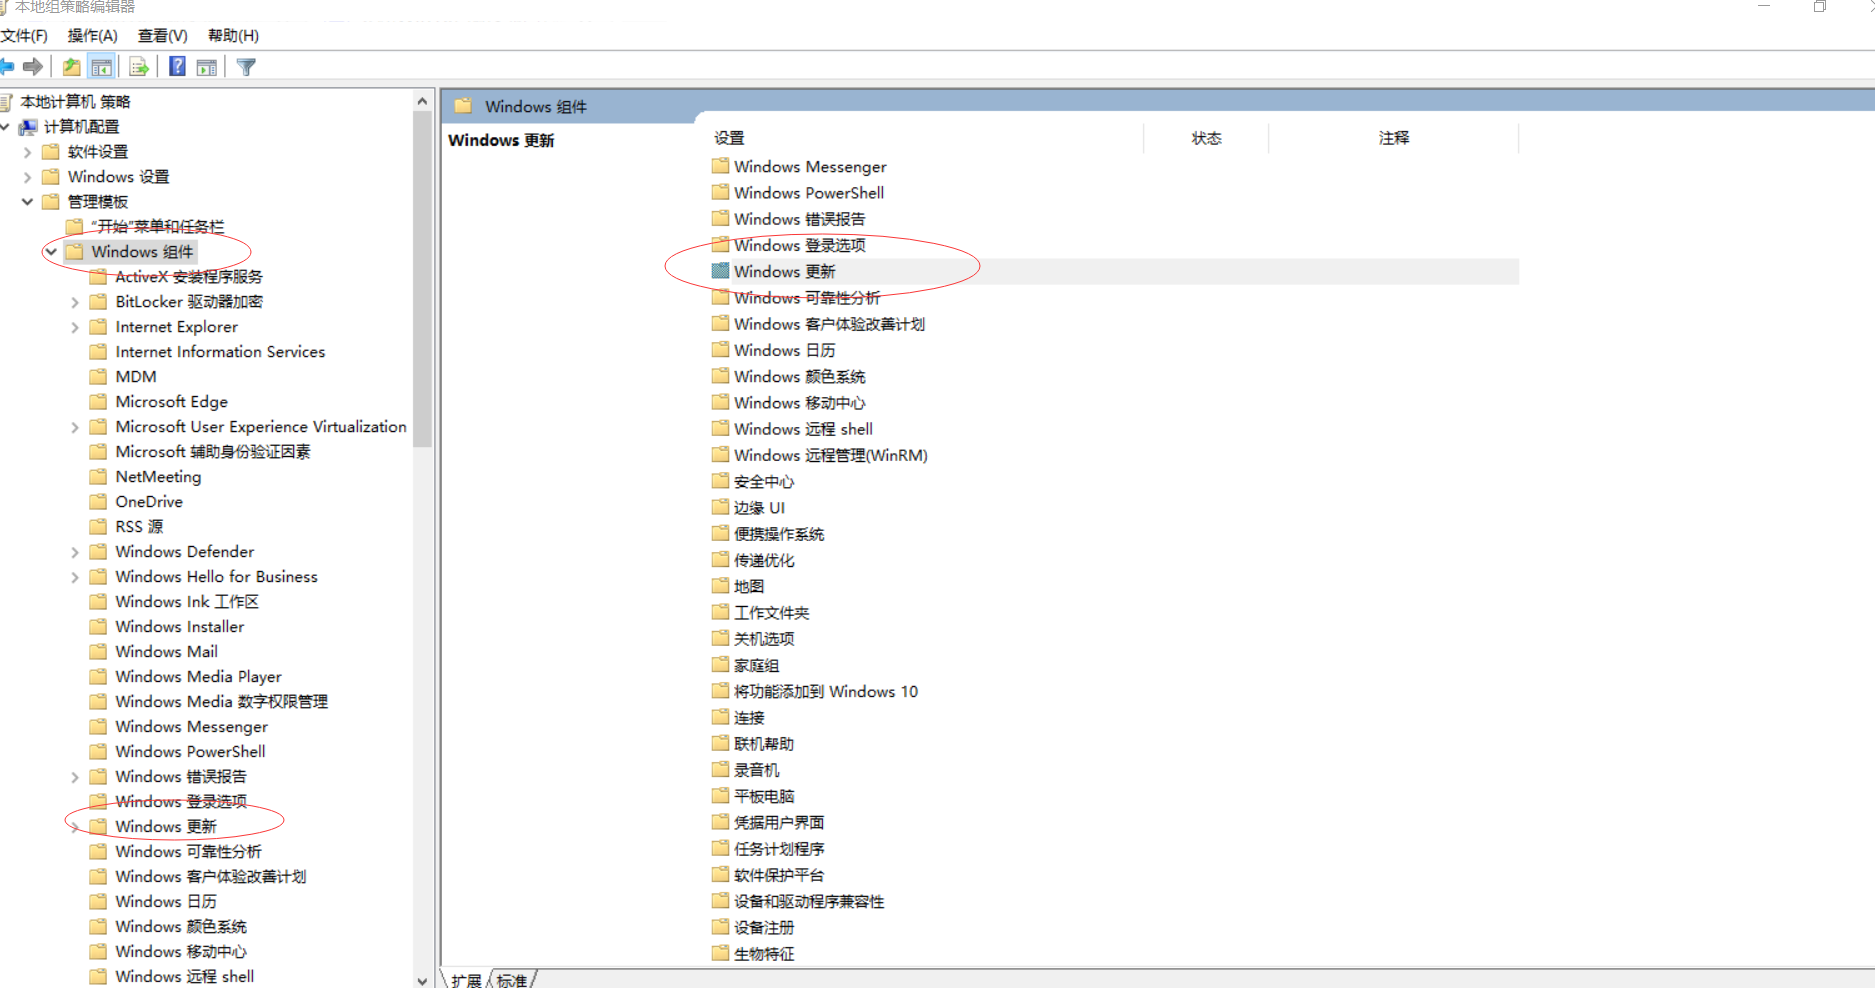 本地组策略编辑器
文件(F) 操作(A) 查看(V) 帮助(H)
本地计算机 策略
计算机配置
软件设置
Windows 设置
管理模板
“开始”菜单和任务栏
Windows 组件
ActiveX 安装程序服务
BitLocker 驱动器加密
Internet Explorer
Internet Information Services
MDM
Microsoft Edge
Microsoft User Experience Virtualization
Microsoft 辅助身份验证因素
NetMeeting
OneDrive
RSS 源
Windows Defender
Windows Hello for Business
Windows Ink 工作区
Windows Installer
Windows Mail
Windows Media Player
Windows Media 数字权限管理
Windows Messenger
Windows PowerShell
Windows 错误报告
Windows 登录选项
Windows 更新
Windows 可靠性分析
Windows 客户体验改善计划
Windows 日历
Windows 颜色系统
Windows 移动中心
Windows 远程 shell
Windows 组件
Windows 更新
设置 状态 注释
Windows Messenger
Windows PowerShell
Windows 错误报告
Windows 登录选项
Windows 更新
Windows 可靠性分析
Windows 客户体验改善计划
Windows 日历
Windows 颜色系统
Windows 移动中心
Windows 远程 shell
Windows 远程管理(WinRM)
安全中心
边缘 UI
便携操作系统
传递优化
地图
工作文件夹
关机选项
家庭组
将功能添加到 Windows 10
连接
联机帮助
录音机
平板电脑
凭据用户界面
任务计划程序
软件保护平台
设备和驱动程序兼容性
设备注册
生物特征
扩展 标准